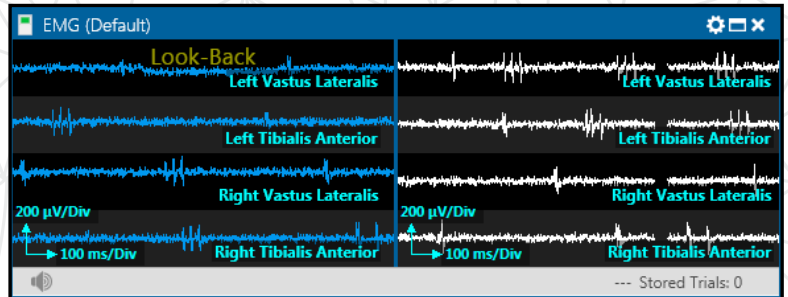 EMG (Default)
Look-Back
Left Vastus Lateralis
Left Tibialis Anterior
Right Vastus Lateralis
200 µV/Div
100 ms/Div
Right Tibialis Anterior
Left Vastus Lateralis
Left Tibialis Anterior
Right Vastus Lateralis
200 µV/Div
100 ms/Div
Right Tibialis Anterior
--- Stored Trials: 0